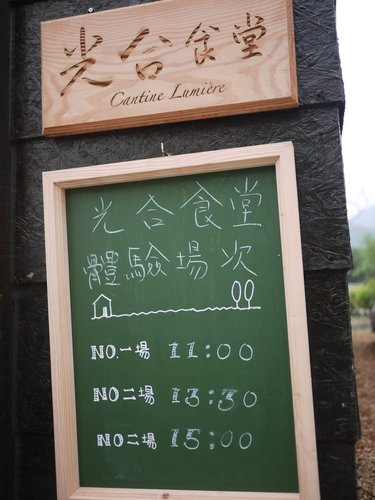 光合食堂
Cantine Lumière
光合食堂
體驗場次
NO.一場 11:00
NO二場 13:30
NO二場 15:00